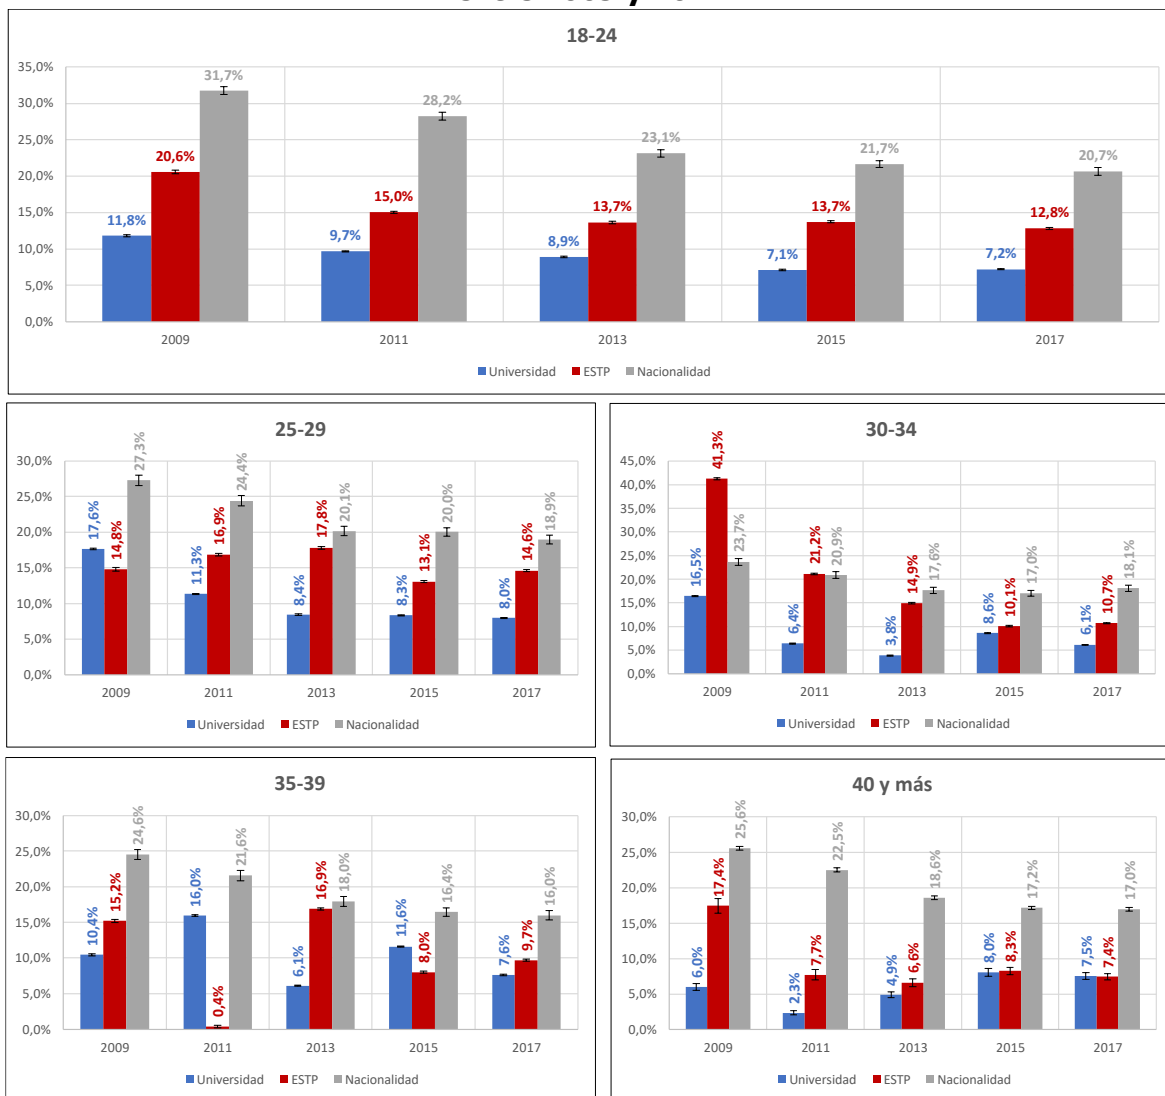 18-24
35,0%
30,0%
25,0%
20,0%
15,0%
10,0%
5,0%
0,0%
11,8% 20,6% 31,7%
9,7% 15,0% 28,2%
8,9% 13,7% 23,1%
7,1% 13,7% 21,7%
7,2% 12,8% 20,7%
2009 2011 2013 2015 2017
Universidad ESTP Nacionalidad
25-29
30,0%
25,0%
20,0%
15,0%
10,0%
5,0%
0,0%
17,6% 14,8% 27,3%
11,3% 16,9% 24,4%
8,4% 17,8% 20,1%
8,3% 13,1% 20,0%
8,0% 14,6% 18,9%
2009 2011 2013 2015 2017
Universidad ESTP Nacionalidad
30-34
45,0%
40,0%
35,0%
30,0%
25,0%
20,0%
15,0%
10,0%
5,0%
0,0%
16,5% 41,3% 23,7%
6,4% 21,2% 20,9%
3,8% 14,9% 17,6%
8,6% 10,1% 17,0%
6,1% 10,7% 18,1%
2009 2011 2013 2015 2017
Universidad ESTP Nacionalidad
35-39
30,0%
25,0%
20,0%
15,0%
10,0%
5,0%
0,0%
10,4% 15,2% 24,6%
16,0% 0,4% 21,6%
6,1% 16,9% 18,0%
11,6% 8,0% 16,4%
7,6% 9,7% 16,0%
2009 2011 2013 2015 2017
Universidad ESTP Nacionalidad
40 y más
30,0%
25,0%
20,0%
15,0%
10,0%
5,0%
0,0%
6,0% 17,4% 25,6%
2,3% 7,7% 22,5%
4,9% 6,6% 18,6%
8,0% 8,3% 17,2%
7,5% 7,4% 17,0%
2009 2011 2013 2015 2017
Universidad ESTP Nacionalidad